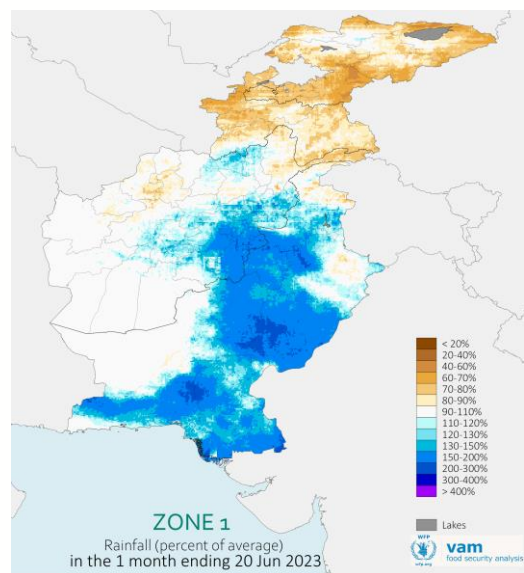 < 20%
20-40%
40-60%
60-70%
70-80%
80-90%
90-110%
110-120%
120-130%
130-150%
150-200%
200-300%
300-400%
> 400%
Lakes
ZONE 1
Rainfall (percent of average)
in the 1 month ending 20 Jun 2023
WFP
wfp.org
vam
food security analysis